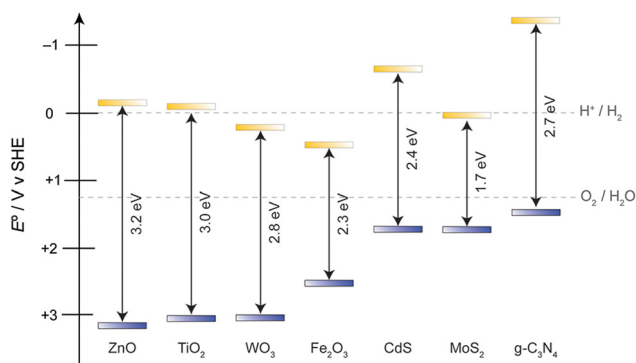 –1
0
+1
+2
+3
E⁰ / V v SHE
3.2 eV
3.0 eV
2.8 eV
2.3 eV
2.4 eV
1.7 eV
2.7 eV
H⁺ / H₂
O₂ / H₂O
ZnO
TiO₂
WO₃
Fe₂O₃
CdS
MoS₂
g-C₃N₄